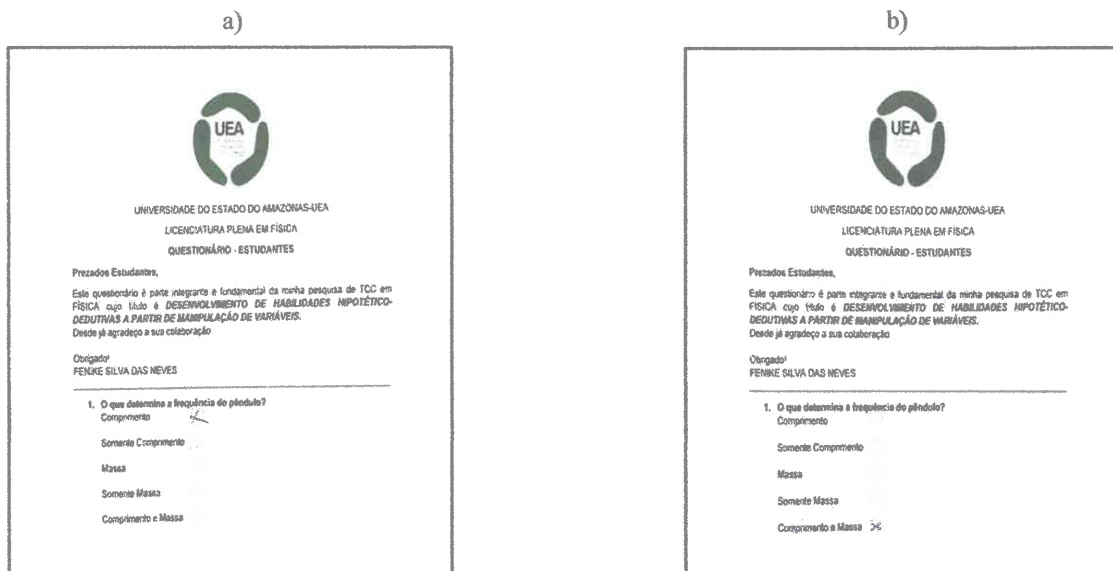 a)
UEA
UNIVERSIDADE DO ESTADO DO AMAZONAS-UEA
LICENCIATURA PLENA EM FÍSICA
QUESTIONÁRIO - ESTUDANTES
Prezados Estudantes,
Este questionário é parte integrante e fundamental da minha pesquisa de TCC em
FÍSICA cujo título é DESENVOLVIMENTO DE HABILIDADES HIPOTÉTICO-
DEDUTIVAS A PARTIR DE MANIPULAÇÃO DE VARIÁVEIS.
Desde já agradeço a sua colaboração
Obrigado!
FENIKE SILVA DAS NEVES
1. O que determina a frequência do pêndulo?
Comprimento
Somente Comprimento
Massa
Somente Massa
Comprimento e Massa
b)
UEA
UNIVERSIDADE DO ESTADO DO AMAZONAS-UEA
LICENCIATURA PLENA EM FÍSICA
QUESTIONÁRIO - ESTUDANTES
Prezados Estudantes,
Este questionário é parte integrante e fundamental da minha pesquisa de TCC em
FÍSICA cujo título é DESENVOLVIMENTO DE HABILIDADES HIPOTÉTICO-
DEDUTIVAS A PARTIR DE MANIPULAÇÃO DE VARIÁVEIS.
Desde já agradeço a sua colaboração
Obrigado!
FENIKE SILVA DAS NEVES
1. O que determina a frequência do pêndulo?
Comprimento
Somente Comprimento
Massa
Somente Massa
Comprimento e Massa